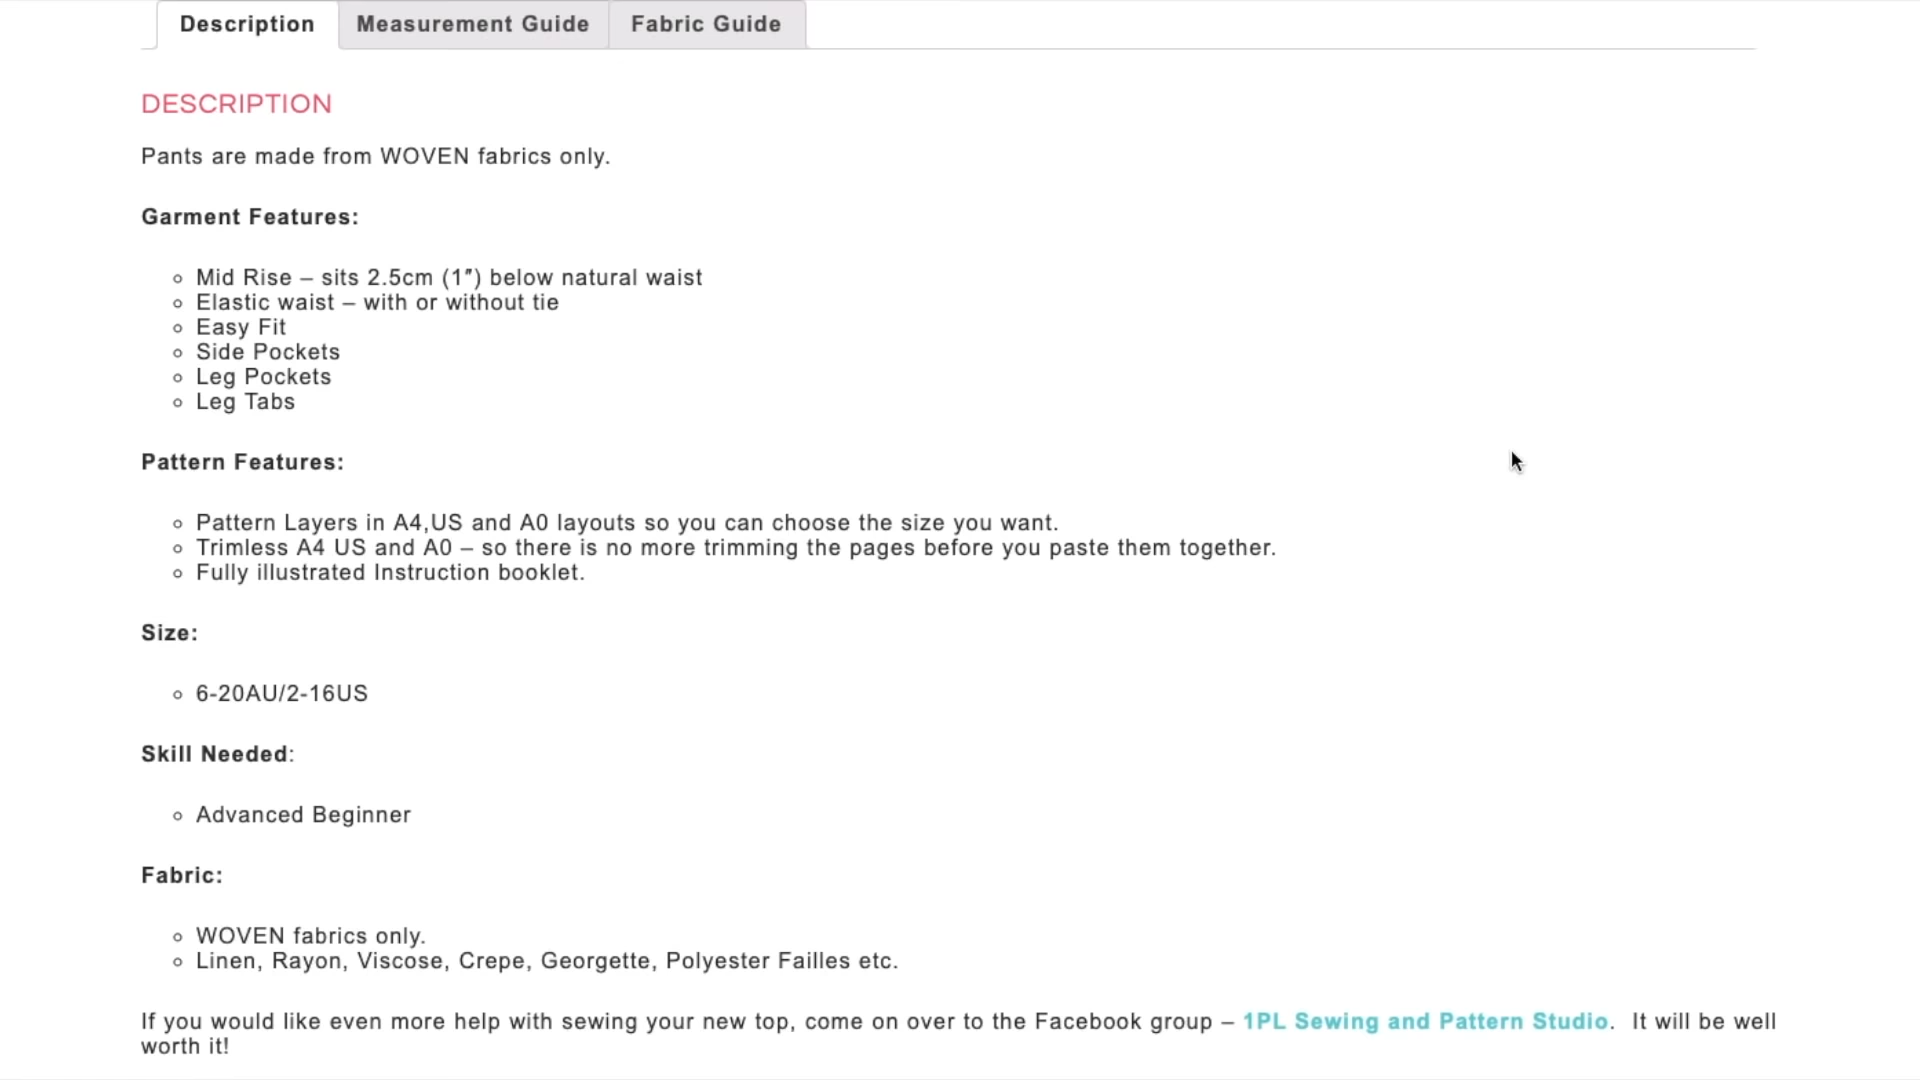 Description Measurement Guide Fabric Guide
DESCRIPTION
Pants are made from WOVEN fabrics only.
Garment Features:
Mid Rise – sits 2.5cm (1″) below natural waist
Elastic waist – with or without tie
Easy Fit
Side Pockets
Leg Pockets
Leg Tabs
Pattern Features:
Pattern Layers in A4,US and A0 layouts so you can choose the size you want.
Trimless A4 US and A0 – so there is no more trimming the pages before you paste them together.
Fully illustrated Instruction booklet.
Size:
6-20AU/2-16US
Skill Needed:
Advanced Beginner
Fabric:
WOVEN fabrics only.
Linen, Rayon, Viscose, Crepe, Georgette, Polyester Failles etc.
If you would like even more help with sewing your new top, come on over to the Facebook group – 1PL Sewing and Pattern Studio. It will be well
worth it!